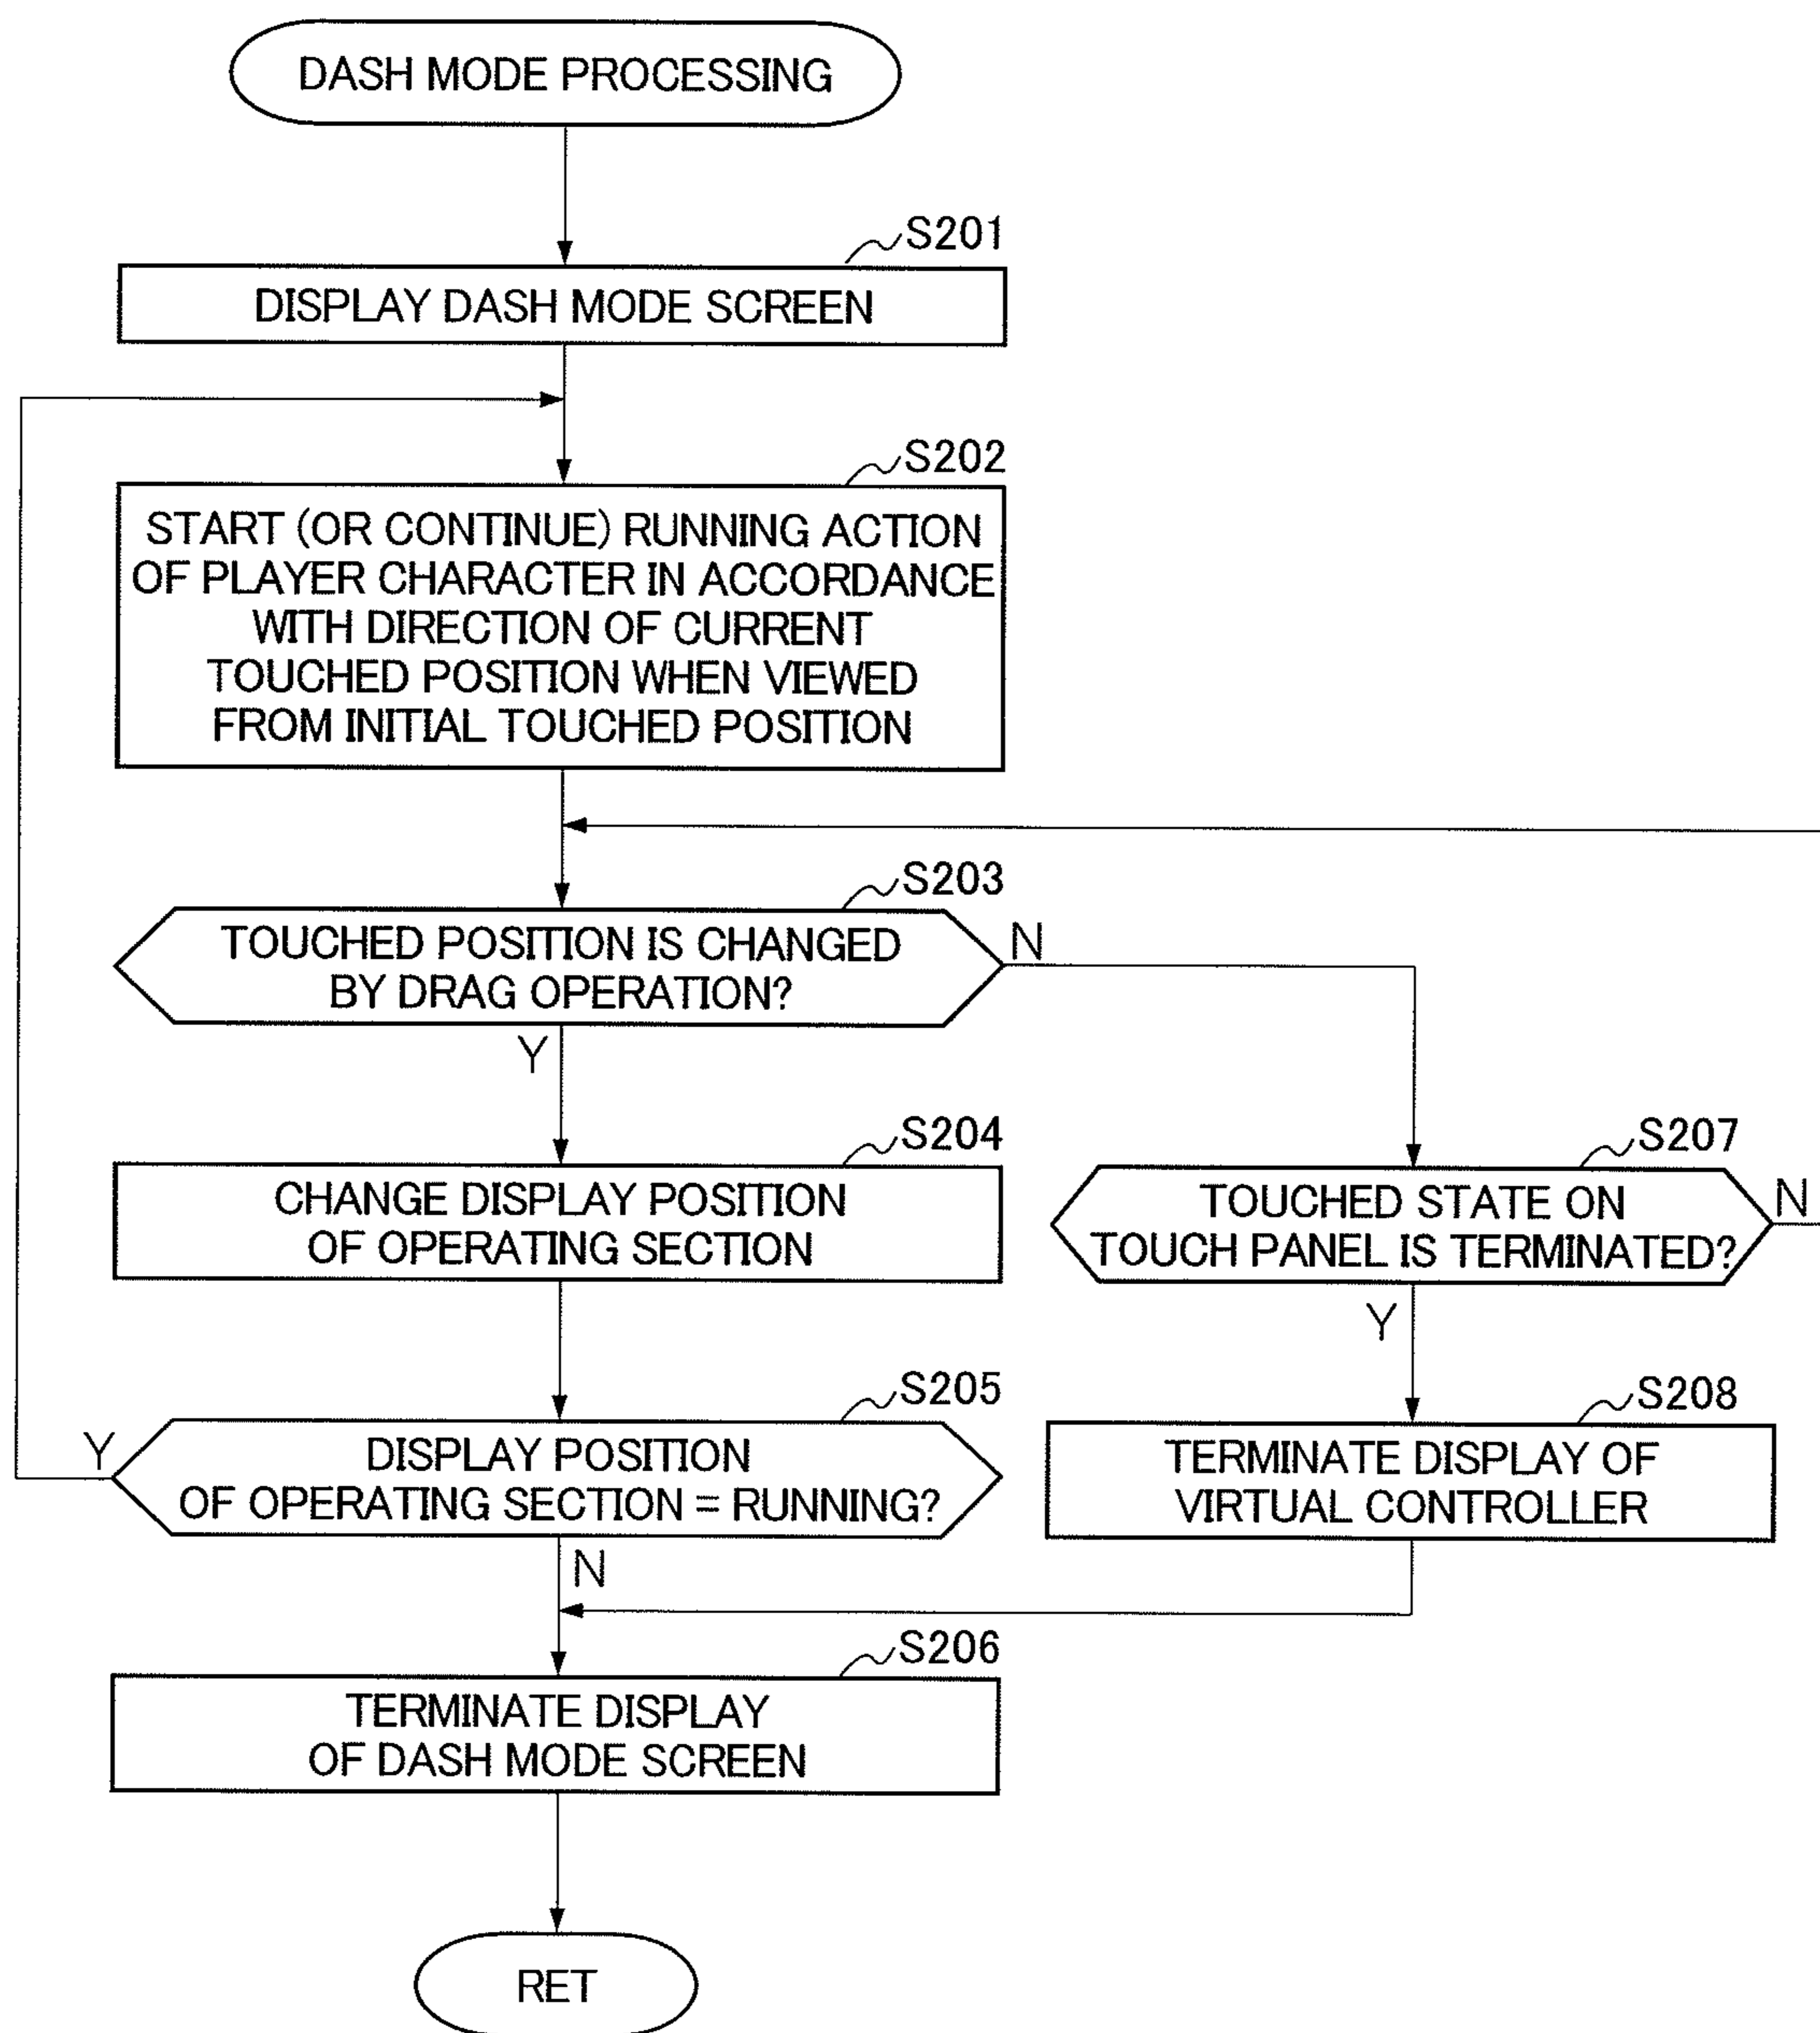 DASH MODE PROCESSING
S201
DISPLAY DASH MODE SCREEN
S202
START (OR CONTINUE) RUNNING ACTION
OF PLAYER CHARACTER IN ACCORDANCE
WITH DIRECTION OF CURRENT
TOUCHED POSITION WHEN VIEWED
FROM INITIAL TOUCHED POSITION
S203
TOUCHED POSITION IS CHANGED
BY DRAG OPERATION?
N
Y
S204
CHANGE DISPLAY POSITION
OF OPERATING SECTION
S207
TOUCHED STATE ON
TOUCH PANEL IS TERMINATED?
N
Y
S205
DISPLAY POSITION
OF OPERATING SECTION = RUNNING?
Y
N
S208
TERMINATE DISPLAY OF
VIRTUAL CONTROLLER
S206
TERMINATE DISPLAY
OF DASH MODE SCREEN
RET